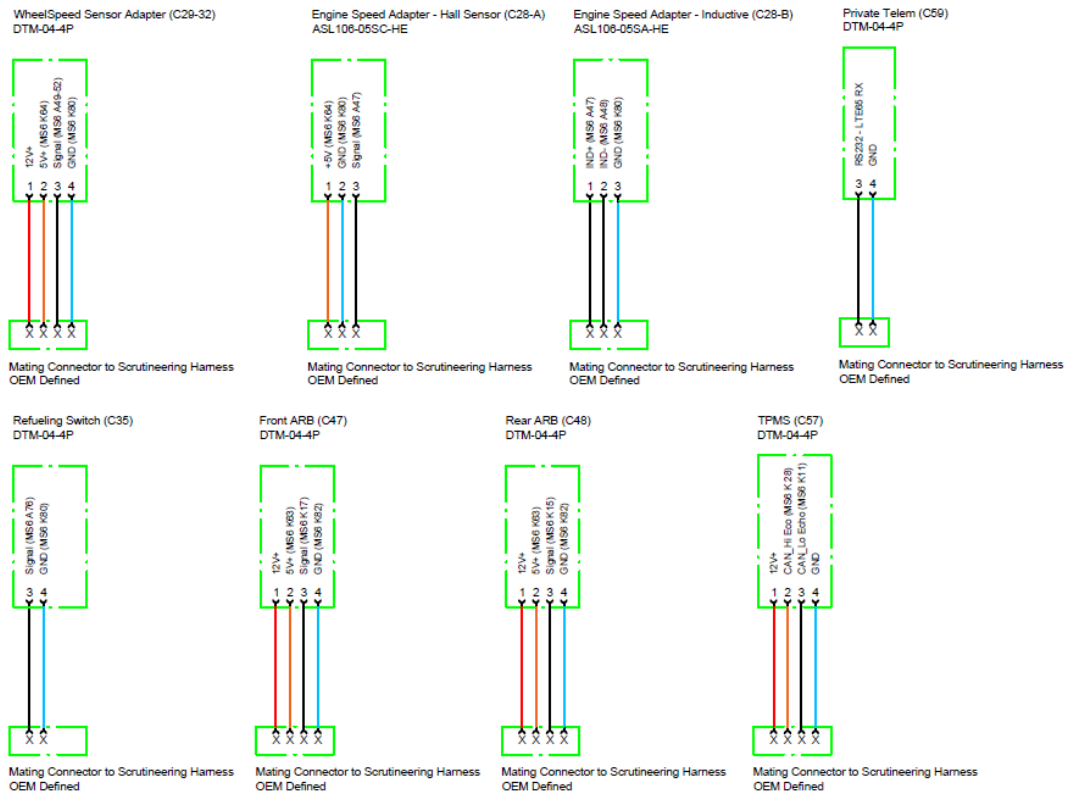 WheelSpeed Sensor Adapter (C29-32)
DTM-04-4P
12V+
5V+ (MS6 K64)
Signal (MS6 A49-52)
GND (MS6 K80)
1 2 3 4
X X X X
Mating Connector to Scrutineering Harness
OEM Defined
Engine Speed Adapter - Hall Sensor (C28-A)
ASL106-05SC-HE
+5V (MS6 K64)
GND (MS6 K80)
Signal (MS6 A47)
1 2 3
X X X
Mating Connector to Scrutineering Harness
OEM Defined
Engine Speed Adapter - Inductive (C28-B)
ASL106-05SA-HE
IND+ (MS6 A47)
IND- (MS6 A48)
GND (MS6 K80)
1 2 3
X X X
Mating Connector to Scrutineering Harness
OEM Defined
Private Telem (C59)
DTM-04-4P
RS232 - LTE65 RX
GND
3 4
X X
Mating Connector to Scrutineering Harness
OEM Defined
Refueling Switch (C35)
DTM-04-4P
Signal (MS6 A76)
GND (MS6 K80)
3 4
X X
Mating Connector to Scrutineering Harness
OEM Defined
Front ARB (C47)
DTM-04-4P
12V+
5V+ (MS6 K63)
Signal (MS6 K17)
GND (MS6 K82)
1 2 3 4
X X X X
Mating Connector to Scrutineering Harness
OEM Defined
Rear ARB (C48)
DTM-04-4P
12V+
5V+ (MS6 K63)
Signal (MS6 K15)
GND (MS6 K82)
1 2 3 4
X X X X
Mating Connector to Scrutineering Harness
OEM Defined
TPMS (C57)
DTM-04-4P
12V+
CAN_Hi Eco (MS6 K28)
CAN_Lo Echo (MS6 K11)
GND
1 2 3 4
X X X X
Mating Connector to Scrutineering Harness
OEM Defined